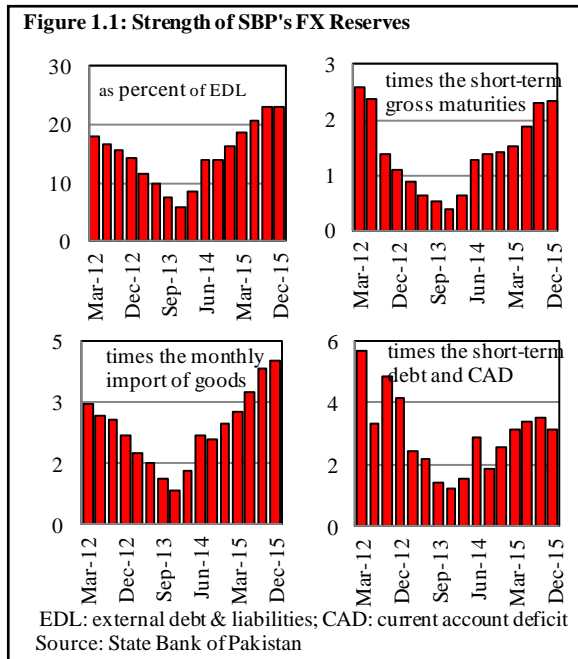 Figure 1.1: Strength of SBP's FX Reserves
as percent of EDL
30
20
10
0
Mar-12
Dec-12
Sep-13
Jun-14
Mar-15
Dec-15
times the short-term
gross maturities
3
2
1
0
Mar-12
Dec-12
Sep-13
Jun-14
Mar-15
Dec-15
times the monthly
import of goods
5
3
2
0
Mar-12
Dec-12
Sep-13
Jun-14
Mar-15
Dec-15
times the short-term
debt and CAD
6
4
2
0
Mar-12
Dec-12
Sep-13
Jun-14
Mar-15
Dec-15
EDL: external debt & liabilities; CAD: current account deficit
Source: State Bank of Pakistan